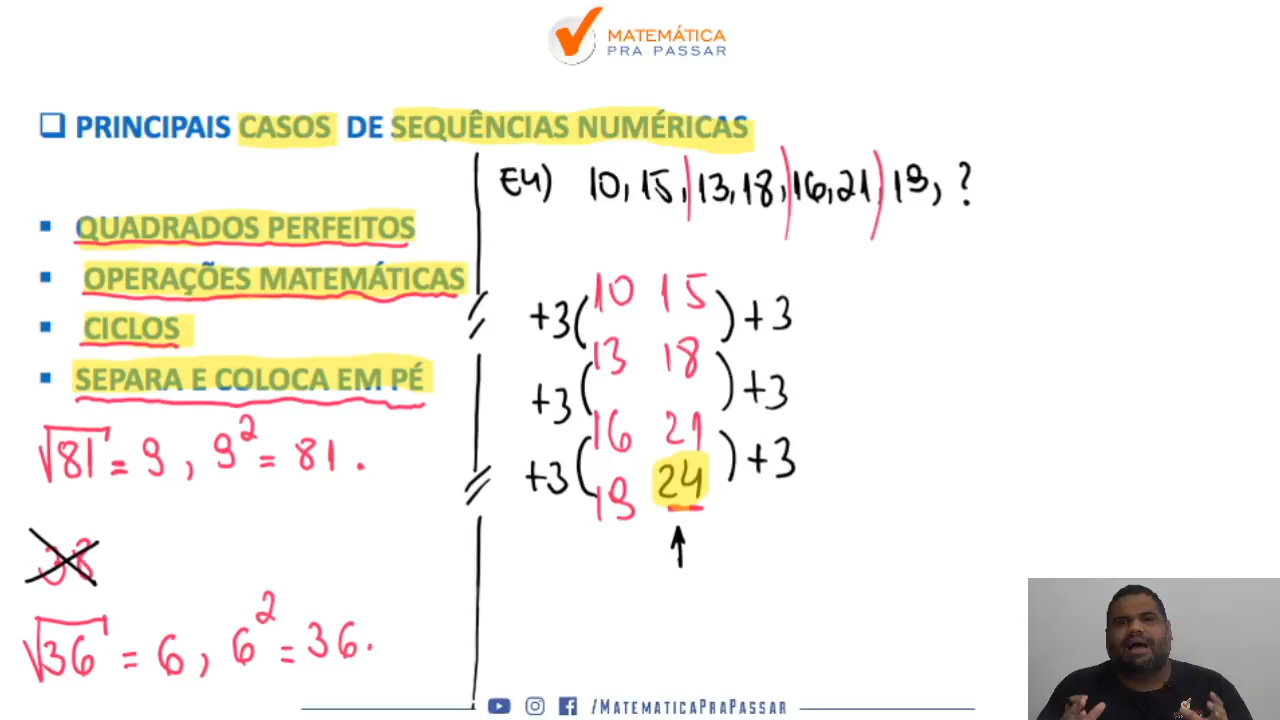 MATEMÁTICA
PRA PASSAR
PRINCIPAIS CASOS DE SEQUÊNCIAS NUMÉRICAS
QUADRADOS PERFEITOS
OPERAÇÕES MATEMÁTICAS
CICLOS
SEPARA E COLOCA EM PÉ
√81 = 9, 9² = 81.
38
√36 = 6, 6² = 36.
E4) 10, 15, 13, 18, 16, 21, 19, ?
10 15
+3 +3
13 18
+3 +3
16 21
+3 +3
19 24
/MATEMATICAPRAPASSAR